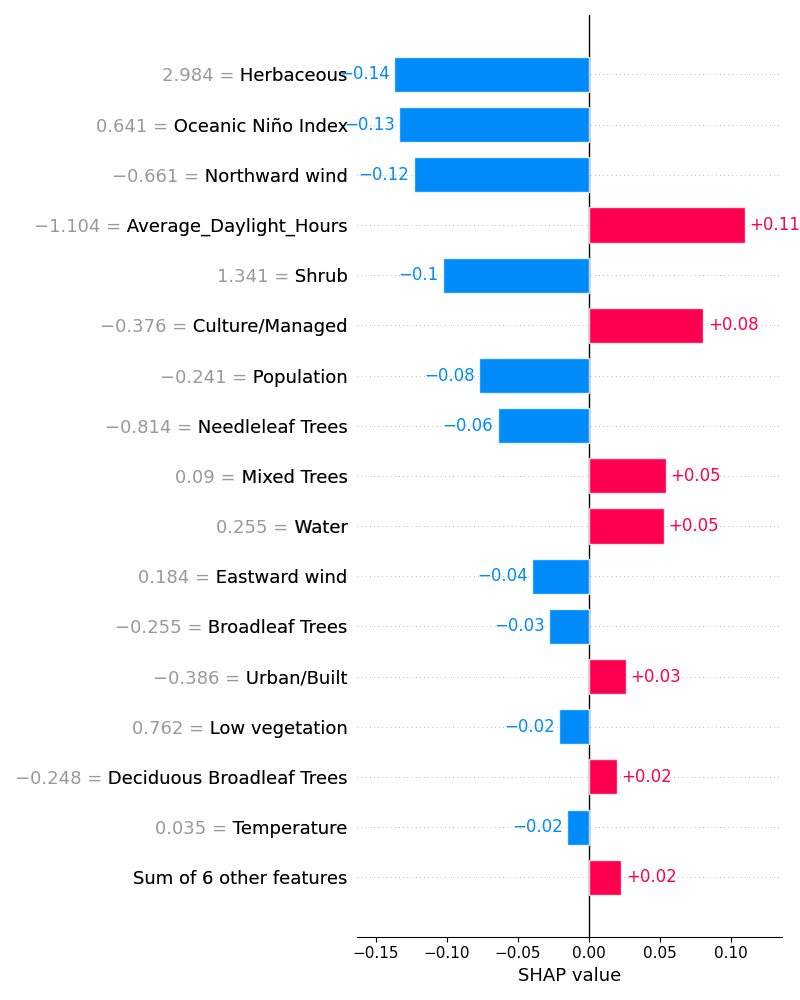 2.984 = Herbaceous −0.14
0.641 = Oceanic Niño Index −0.13
−0.661 = Northward wind −0.12
−1.104 = Average_Daylight_Hours +0.11
1.341 = Shrub −0.1
−0.376 = Culture/Managed +0.08
−0.241 = Population −0.08
−0.814 = Needleleaf Trees −0.06
0.09 = Mixed Trees +0.05
0.255 = Water +0.05
0.184 = Eastward wind −0.04
−0.255 = Broadleaf Trees −0.03
−0.386 = Urban/Built +0.03
0.762 = Low vegetation −0.02
−0.248 = Deciduous Broadleaf Trees +0.02
0.035 = Temperature −0.02
Sum of 6 other features +0.02
−0.15 −0.10 −0.05 0.00 0.05 0.10
SHAP value